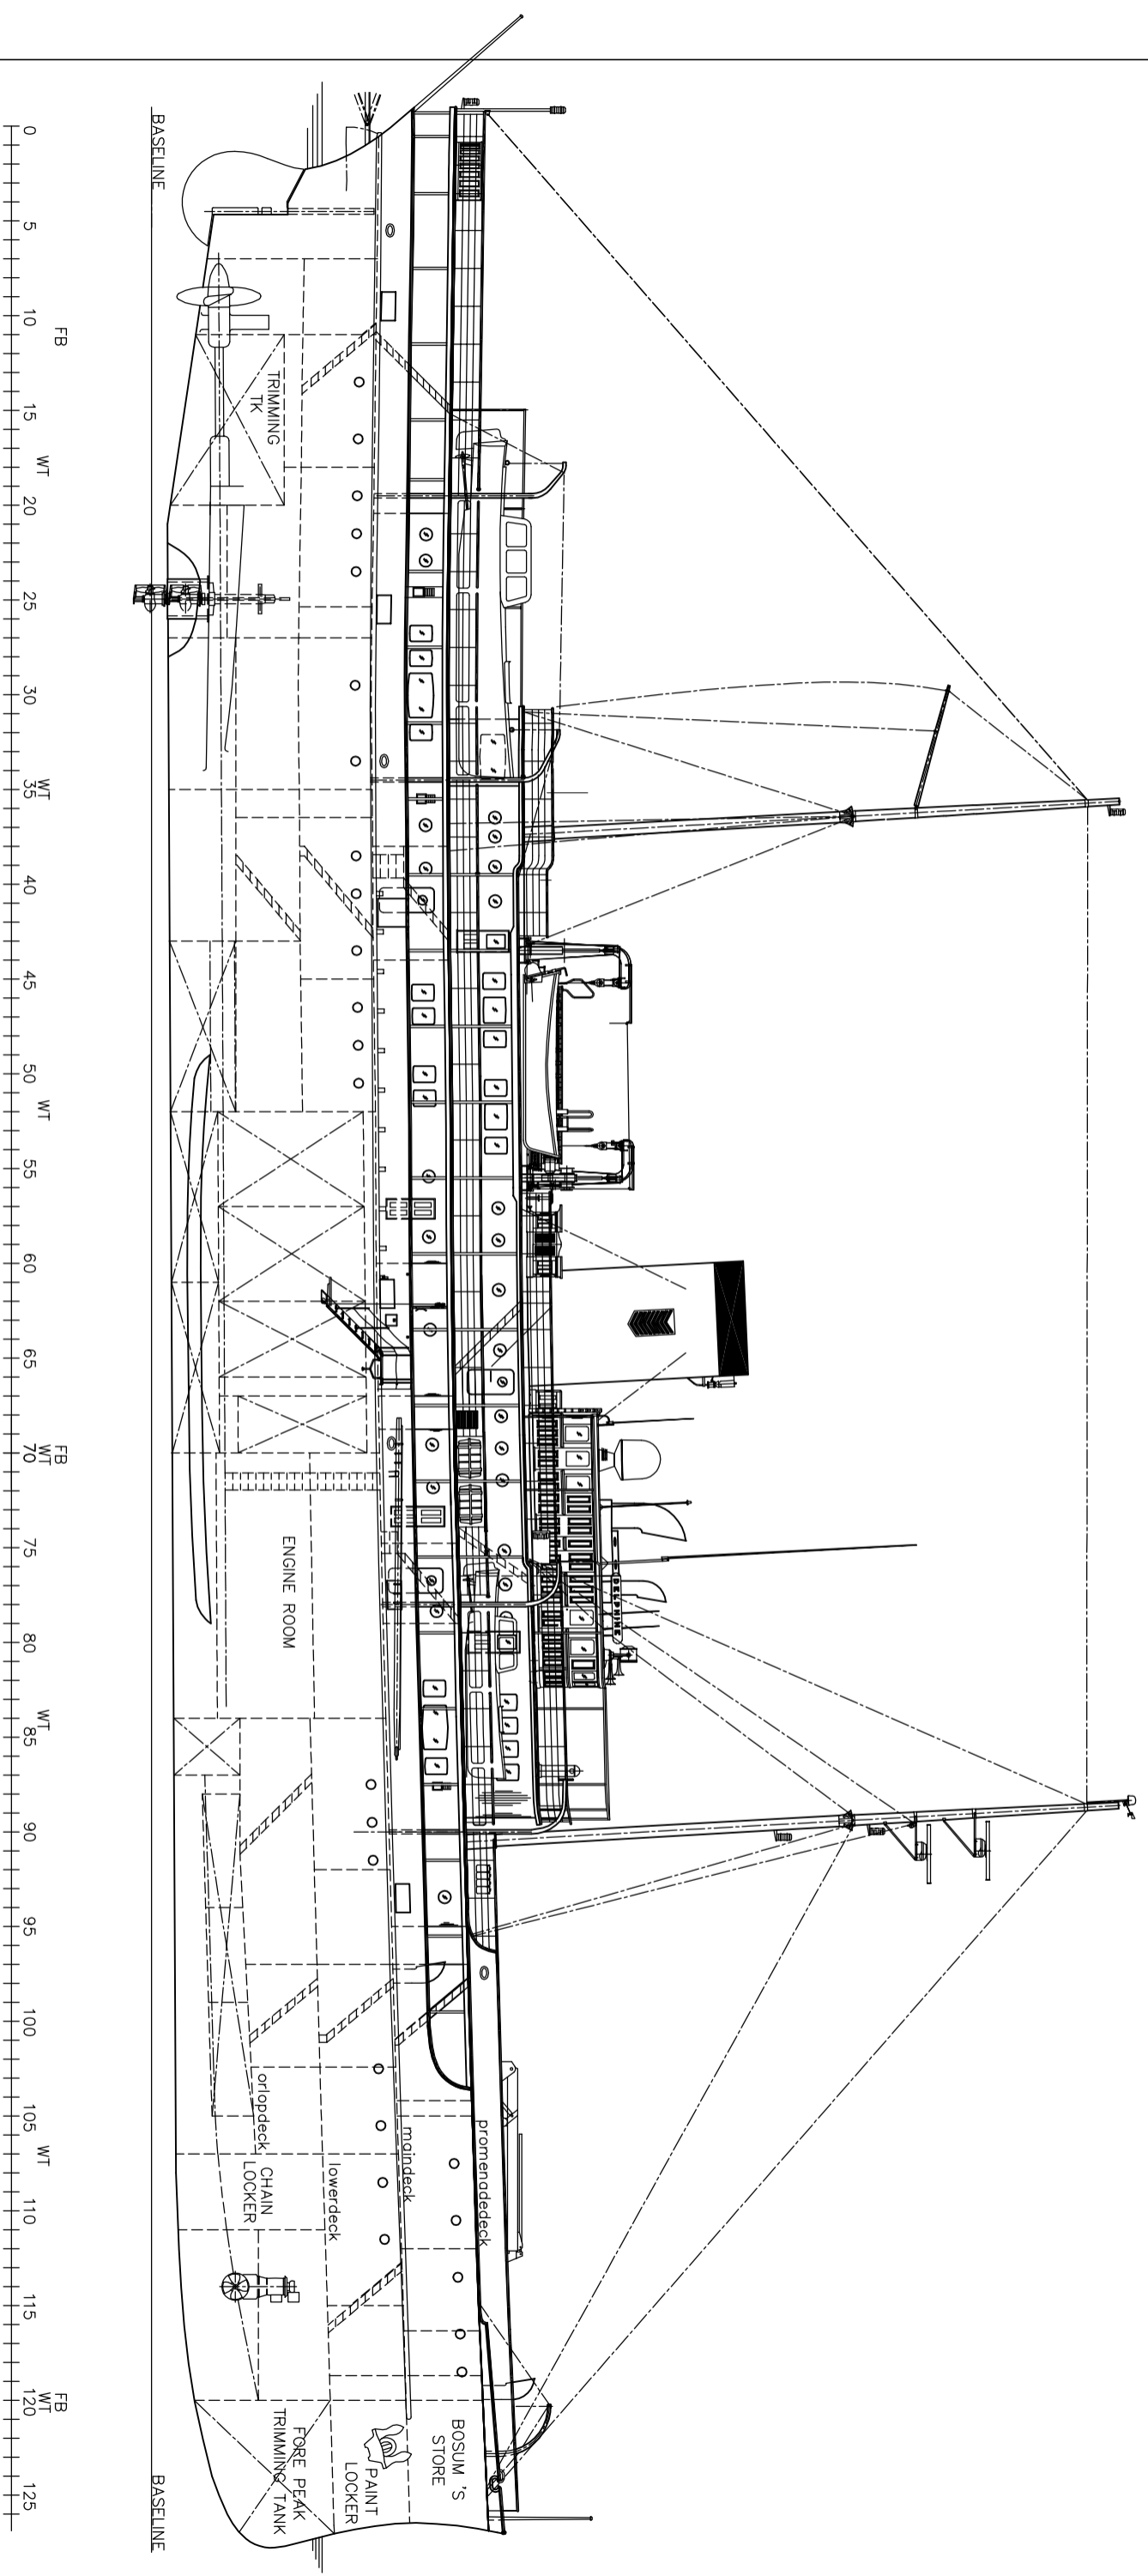 DELPHINE
promenadedeck
maindeck
lowerdeck
orlopdeck
BOSUM 'S
STORE
PAINT
LOCKER
FORE PEAK
TRIMMING TANK
CHAIN
LOCKER
ENGINE ROOM
TRIMMING
TK
BASELINE
BASELINE
FB
WT
WT
WT
FB
WT
WT
WT
FB
WT
0 5 10 15 20 25 30 35 40 45 50 55 60 65 70 75 80 85 90 95 100 105 110 115 120 125